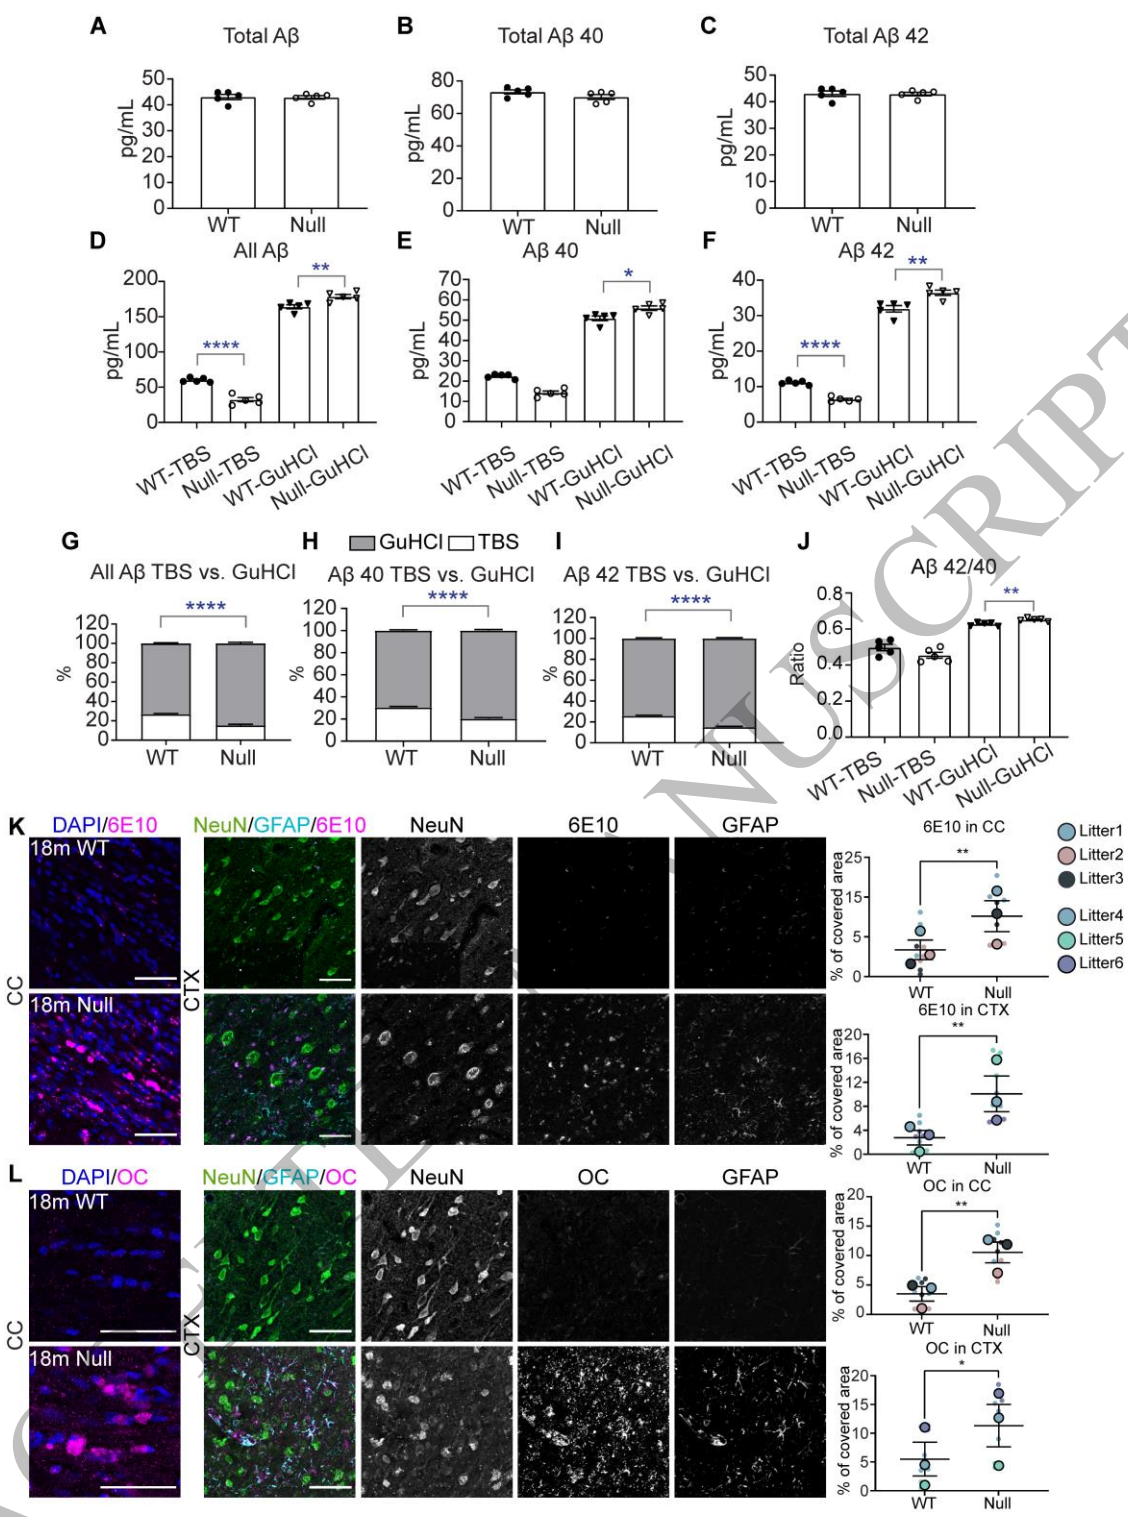 A
Total Aβ
pg/mL
50
40
30
20
10
0
WT Null
B
Total Aβ 40
pg/mL
80
60
40
20
0
WT Null
C
Total Aβ 42
pg/mL
50
40
30
20
10
0
WT Null
D
All Aβ
pg/mL
200
150
100
50
0
**
****
WT-TBS
Null-TBS
WT-GuHCl
Null-GuHCl
E
Aβ 40
pg/mL
70
60
50
40
30
20
10
0
*
WT-TBS
Null-TBS
WT-GuHCl
Null-GuHCl
F
Aβ 42
pg/mL
40
30
20
10
0
**
****
WT-TBS
Null-TBS
WT-GuHCl
Null-GuHCl
GuHCl TBS
G
All Aβ TBS vs. GuHCl
****
%
120
100
80
60
40
20
0
WT Null
H
Aβ 40 TBS vs. GuHCl
****
%
120
100
80
60
40
20
0
WT Null
I
Aβ 42 TBS vs. GuHCl
****
%
120
100
80
60
40
20
0
WT Null
J
Aβ 42/40
**
Ratio
0.8
0.6
0.4
0.2
0.0
WT-TBS
Null-TBS
WT-GuHCl
Null-GuHCl
K
DAPI/6E10
NeuN/GFAP/6E10
NeuN
6E10
GFAP
18m WT
18m Null
CC
CTX
6E10 in CC
**
% of covered area
25
15
5
0
WT Null
6E10 in CTX
**
% of covered area
20
16
12
8
4
0
WT Null
Litter1
Litter2
Litter3
Litter4
Litter5
Litter6
L
DAPI/OC
NeuN/GFAP/OC
NeuN
OC
GFAP
18m WT
18m Null
CC
CTX
OC in CC
**
% of covered area
20
15
10
5
0
WT Null
OC in CTX
*
% of covered area
20
15
10
5
0
WT Null